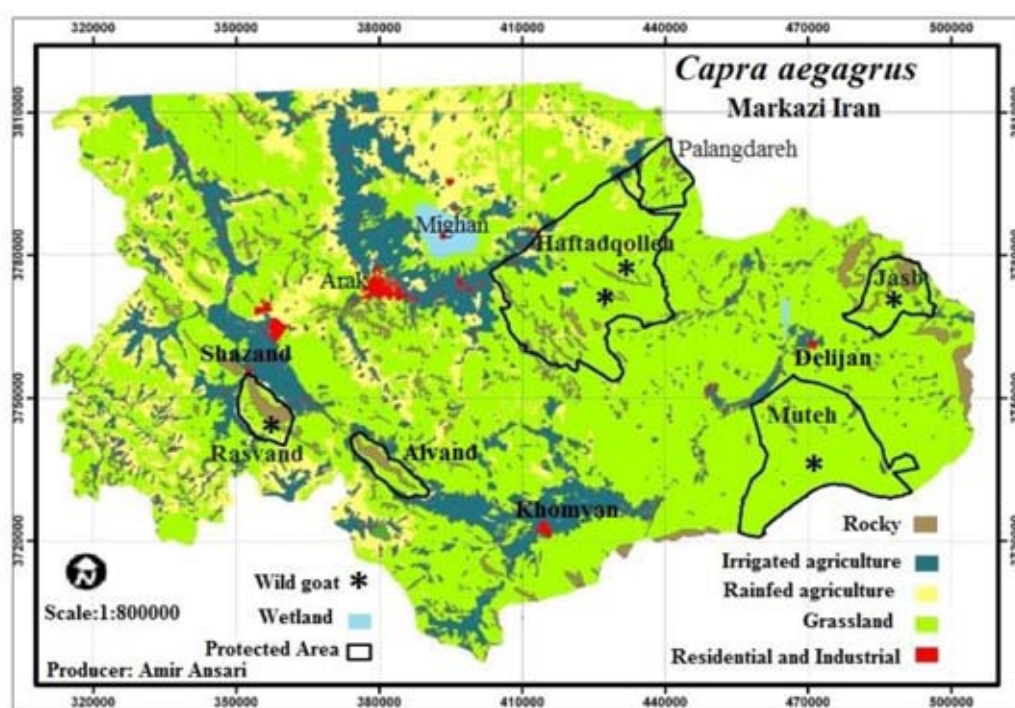 320000 350000 380000 410000 440000 470000 500000
Capra aegagrus
Markazi Iran
3810000
Palangdareh
Mighan
Haftadqolleh
3780000
Arak
Jasb
Shazand
Delijan
3750000
Muteh
Rasvand
Alvand
Khomyan
Rocky
3720000
Irrigated agriculture
Wild goat *
Rainfed agriculture
N
Scale:1:800000
Wetland
Grassland
Protected Area
Residential and Industrial
Producer: Amir Ansari
320000 350000 380000 410000 440000 470000 500000